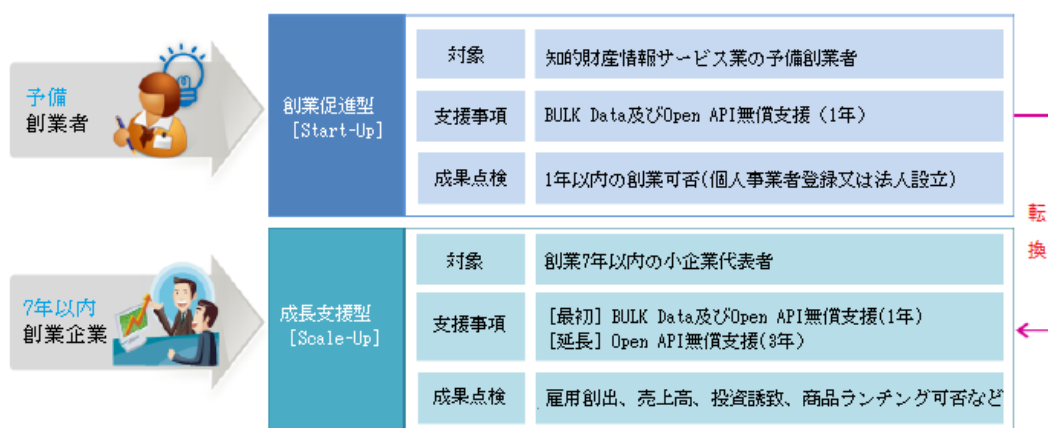 予備
創業者
創業促進型
[Start-Up]
対象
知的財産情報サービス業の予備創業者
支援事項
BULK Data及びOpen API無償支援（1年）
成果点検
1年以内の創業可否(個人事業者登録又は法人設立)
転
換
7年以内
創業企業
成長支援型
[Scale-Up]
対象
創業7年以内の小企業代表者
支援事項
[最初] BULK Data及びOpen API無償支援(1年)
[延長] Open API無償支援(3年)
成果点検
雇用創出、売上高、投資誘致、商品ランチング可否など